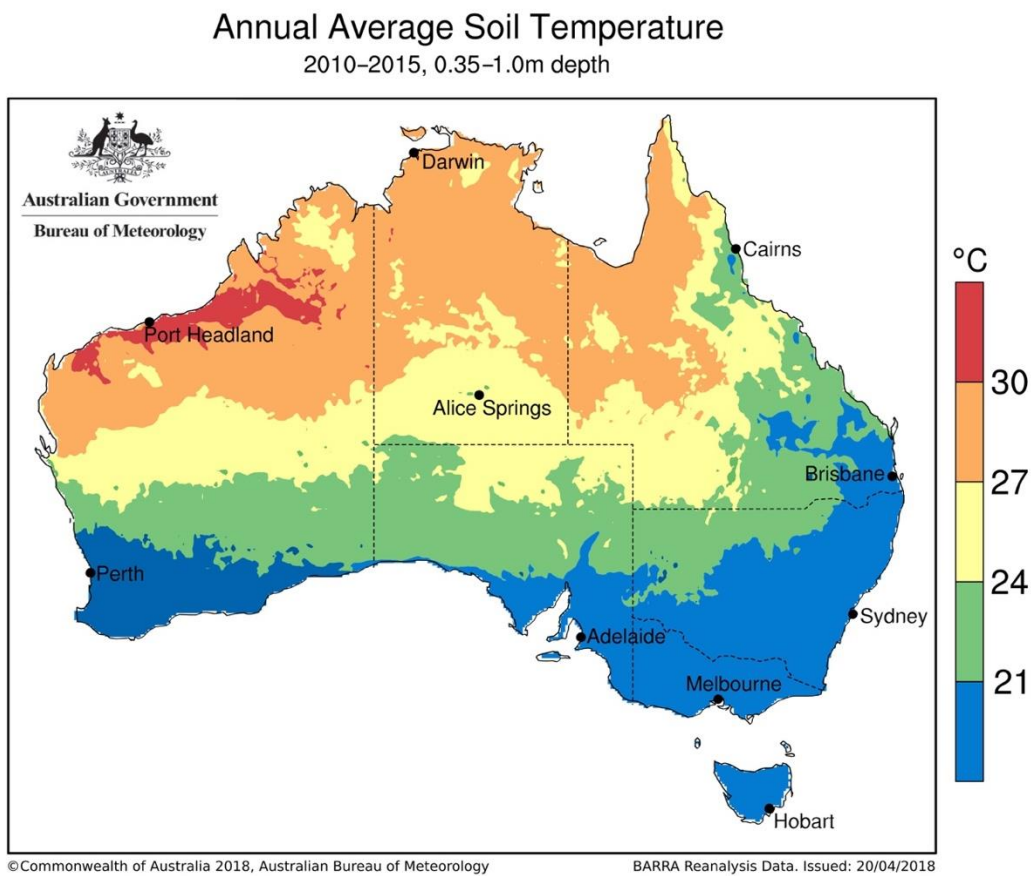 Annual Average Soil Temperature
2010–2015, 0.35–1.0m depth
Australian Government
Bureau of Meteorology
Darwin
Cairns
°C
Port Headland
30
Alice Springs
Brisbane
27
Perth
24
Sydney
Adelaide
21
Melbourne
Hobart
©Commonwealth of Australia 2018, Australian Bureau of Meteorology
BARRA Reanalysis Data. Issued: 20/04/2018